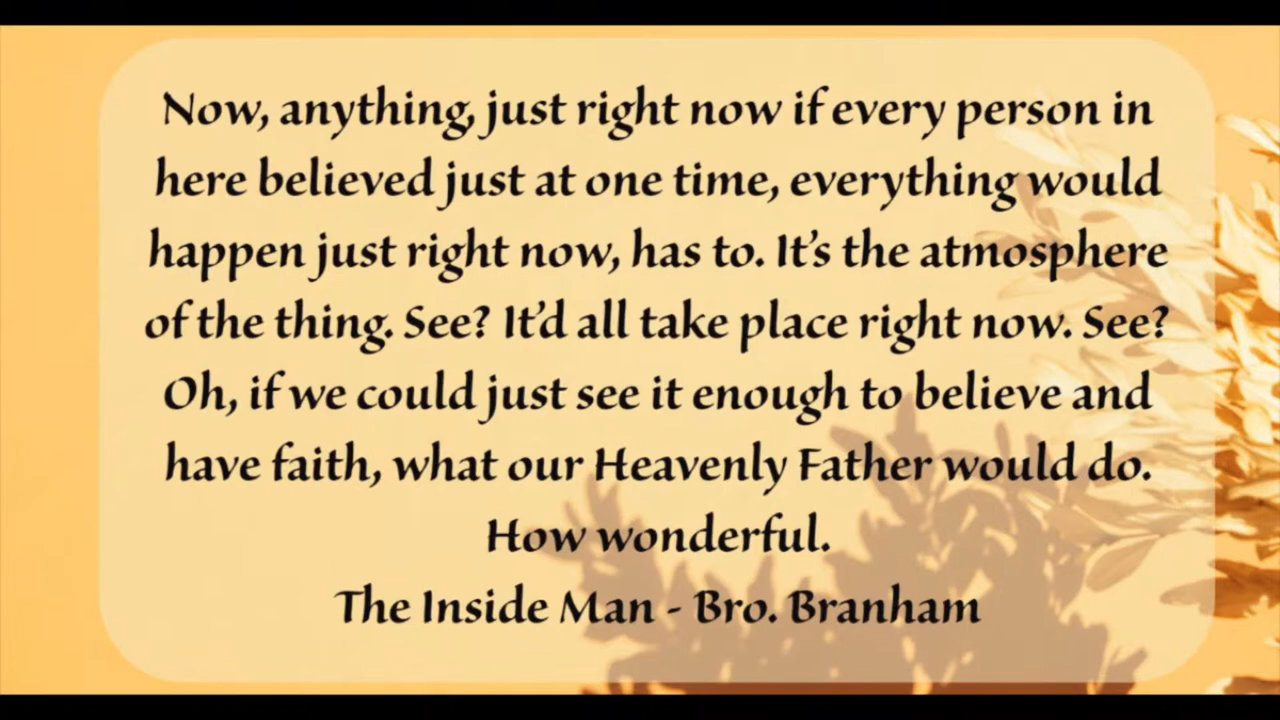 Now, anything, just right now if every person in
here believed just at one time, everything would
happen just right now, has to. It's the atmosphere
of the thing. See? It'd all take place right now. See?
Oh, if we could just see it enough to believe and
have faith, what our Heavenly Father would do.
How wonderful.
The Inside Man - Bro. Branham